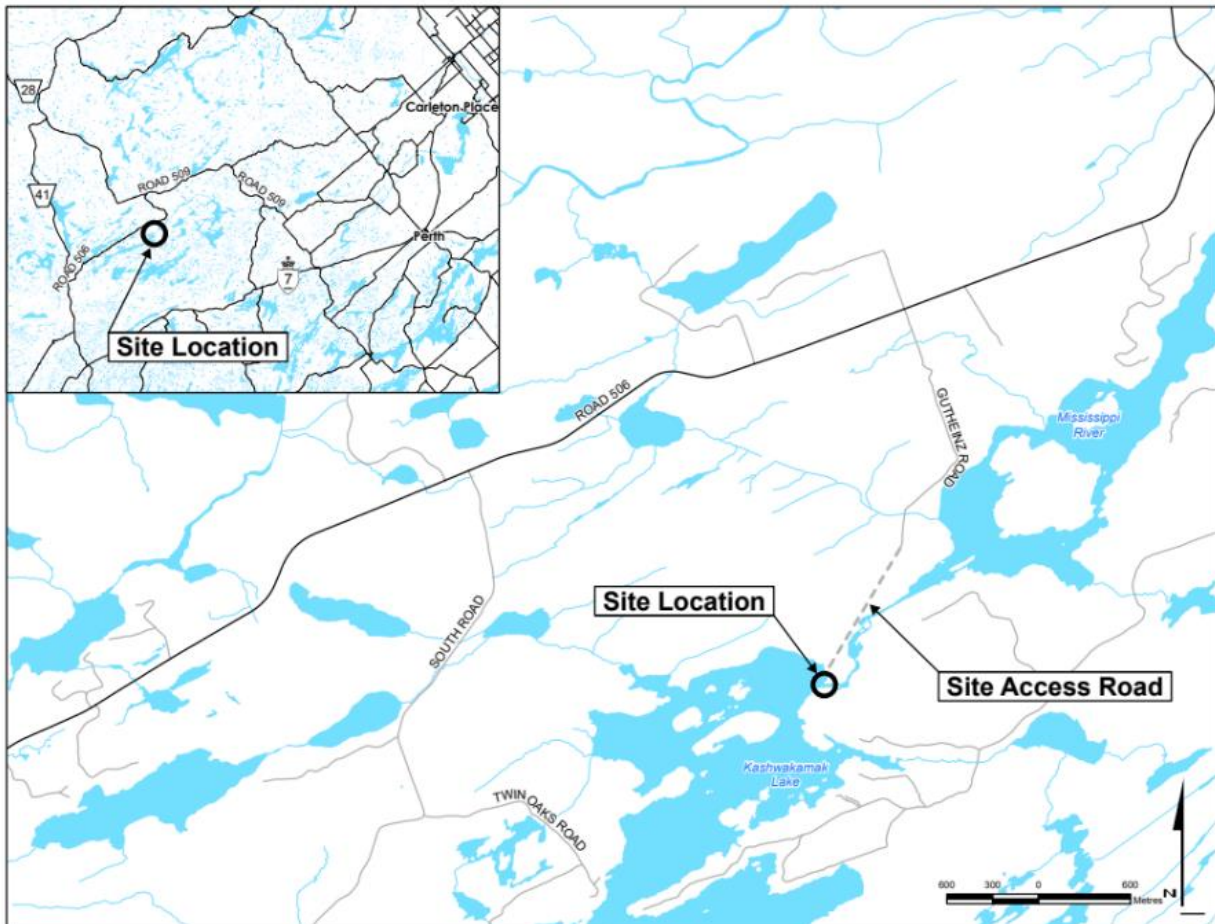 28
Carleton Place
ROAD 509
ROAD 509
41
Perth
ROAD 506
7
Site Location
ROAD 506
GUTHEINZ ROAD
Mississippi
River
Site Location
SOUTH ROAD
Site Access Road
Kashwakamak
Lake
TWIN OAKS ROAD
600 300 0 600
Metres
N